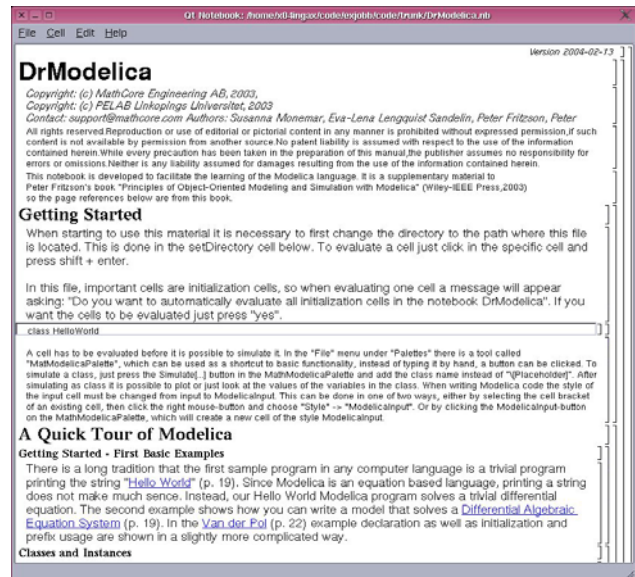 Qt Notebook: /home/x04ingax/code/exjobb/code/trunk/DrModelica.nb
File Cell Edit Help
Version 2004-02-13
DrModelica
Copyright: (c) MathCore Engineering AB, 2003,
Copyright: (c) PELAB Linkopings Universitet, 2003
Contact: support@mathcore.com Authors: Susanna Monemar, Eva-Lena Lengquist Sandelin, Peter Fritzson, Peter
All rights reserved.Reproduction or use of editorial or pictorial content in any manner is prohibited without expressed permission,if such
content is not available by permission from another source.No patent liability is assumed with respect to the use of the information
contained herein.While every precaution has been taken in the preparation of this manual,the publisher assumes no responsibility for
errors or omissions.Neither is any liability assumed for damages resulting from the use of the information contained herein.
This notebook is developed to facilitate the learning of the Modelica language. It is a supplementary material to
Peter Fritzson's book "Principles of Object-Oriented Modeling and Simulation with Modelica" (Wiley-IEEE Press,2003)
so the page references below are from this book.
Getting Started
When starting to use this material it is necessary to first change the directory to the path where this file
is located. This is done in the setDirectory cell below. To evaluate a cell just click in the specific cell and
press shift + enter.
In this file, important cells are initialization cells, so when evaluating one cell a message will appear
asking: "Do you want to automatically evaluate all initialization cells in the notebook DrModelica". If you
want the cells to be evaluated just press "yes".
class HelloWorld
A cell has to be evaluated before it is possible to simulate it. In the "File" menu under "Palettes" there is a tool called
"MatModelicaPalette", which can be used as a shortcut to basic functionality, instead of typing it by hand, a button can be clicked. To
simulate a class, just press the Simulate[..] button in the MathModelicaPalette and add the class name instead of "\[Placeholder]". After
simulating as class it is possible to plot or just look at the values of the variables in the class. When writing Modelica code the style of
the input cell must be changed from input to ModelicaInput. This can be done in one of two ways, either by selecting the cell bracket
of an existing cell, then click the right mouse-button and choose "Style" -> "ModelicaInput". Or by clicking the ModelicaInput-button
on the MathModelicaPalette, which will create a new cell of the style ModelicaInput.
A Quick Tour of Modelica
Getting Started - First Basic Examples
There is a long tradition that the first sample program in any computer language is a trivial program
printing the string "Hello World" (p. 19). Since Modelica is an equation based language, printing a string
does not make much sence. Instead, our Hello World Modelica program solves a trivial differential
equation. The second example shows how you can write a model that solves a Differential Algebraic
Equation System (p. 19). In the Van der Pol (p. 22) example declaration as well as initialization and
prefix usage are shown in a slightly more complicated way.
Classes and Instances